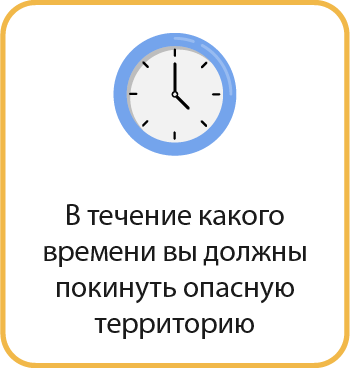 В течение какого
времени вы должны
покинуть опасную
территорию